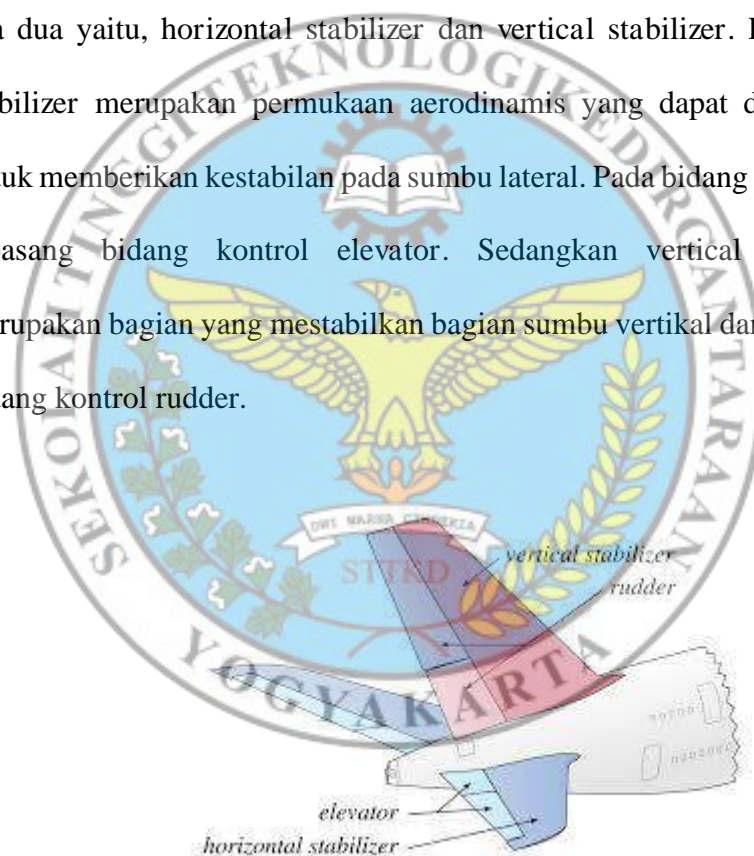 dua yaitu, horizontal stabilizer dan vertical stabilizer.
bilizer merupakan permukaan aerodinamis yang dapat
uk memberikan kestabilan pada sumbu lateral. Pada bidang
asang bidang kontrol elevator. Sedangkan vertical
rupakan bagian yang mestabilkan bagian sumbu vertikal dan
ang kontrol rudder.
SEKOLAH TINGGI TEKNOLOGI KEDIRGANTARAAN
DWI WARNA
STTKD
YOGYAKARTA
vertical stabilizer
rudder
elevator
horizontal stabilizer